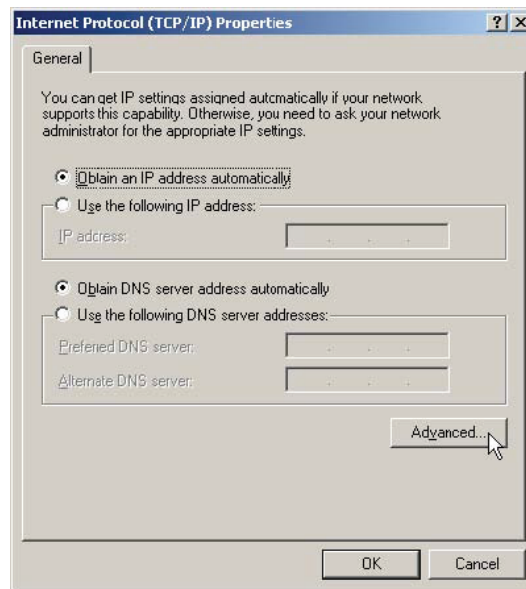 Internet Protocol (TCP/IP) Properties
General
You can get IP settings assigned automatically if your network
supports this capability. Otherwise, you need to ask your network
administrator for the appropriate IP settings.
Obtain an IP address automatically
Use the following IP address:
IP address:
Obtain DNS server address automatically
Use the following DNS server addresses:
Preferred DNS server:
Alternate DNS server:
Advanced...
OK
Cancel